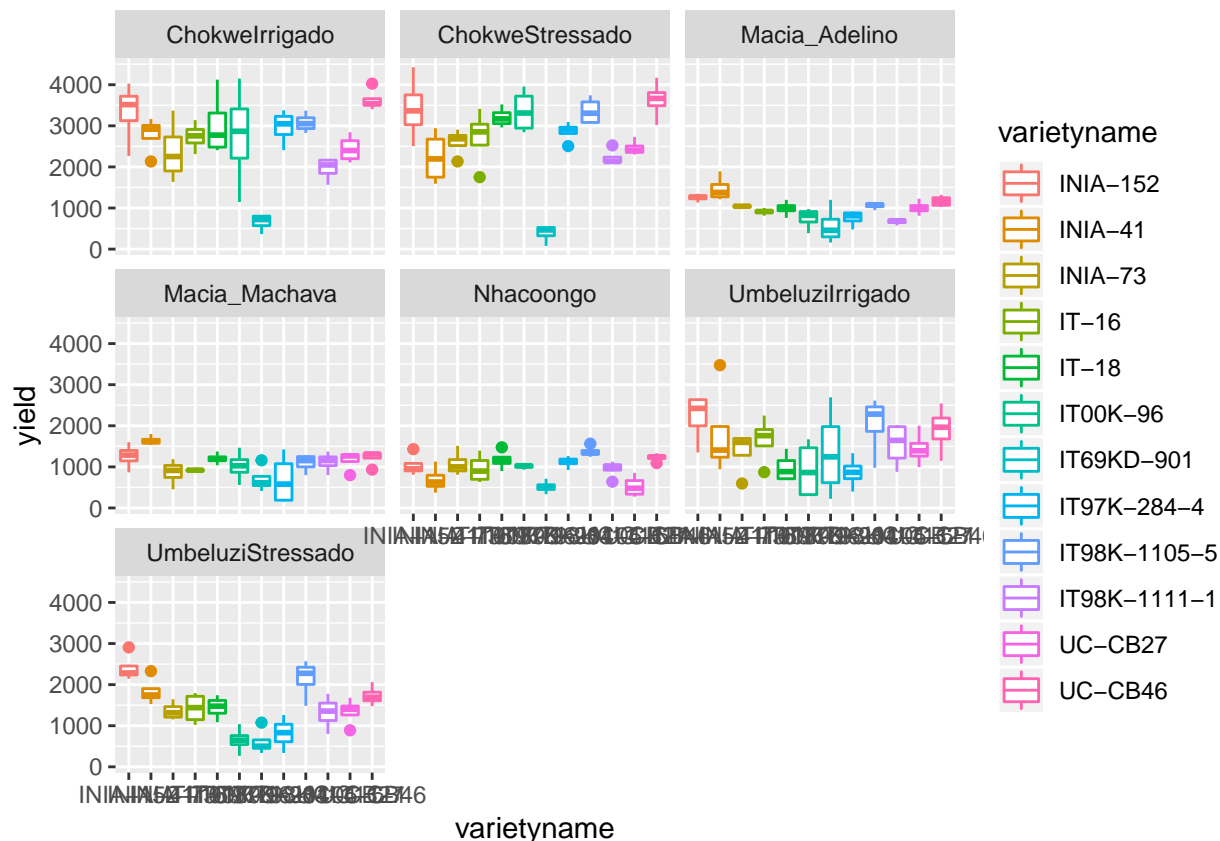 ChokweIrrigado
ChokweStressado
Macia_Adelino
4000
3000
2000
1000
0
Macia_Machava
Nhacoongo
UmbeluziIrrigado
4000
3000
2000
1000
0
UmbeluziStressado
4000
3000
2000
1000
0
yield
varietyname
varietyname
INIA−152
INIA−41
INIA−73
IT−16
IT−18
IT00K−96
IT69KD−901
IT97K−284−4
IT98K−1105−5
IT98K−1111−1
UC−CB27
UC−CB46